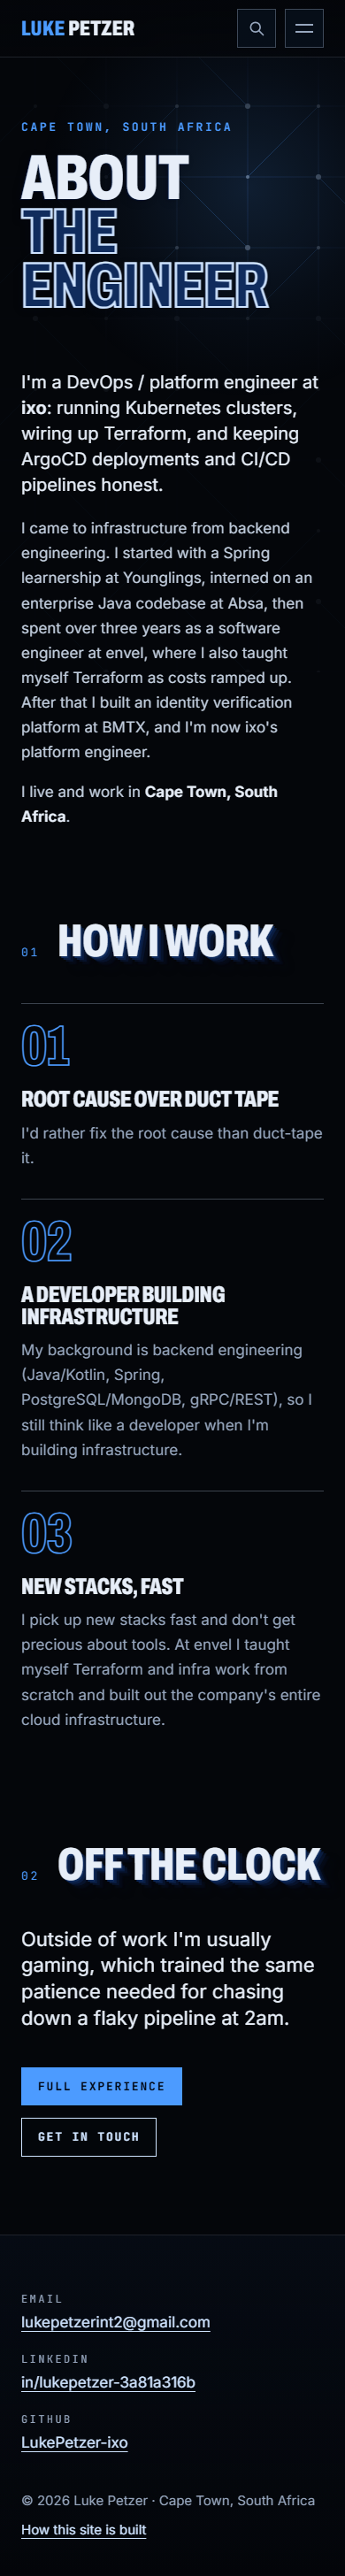 LUKE PETZER
CAPE TOWN, SOUTH AFRICA
ABOUT
THE
ENGINEER
I'm a DevOps / platform engineer at
ixo: running Kubernetes clusters,
wiring up Terraform, and keeping
ArgoCD deployments and CI/CD
pipelines honest.
I came to infrastructure from backend
engineering. I started with a Spring
learnership at Younglings, interned on an
enterprise Java codebase at Absa, then
spent over three years as a software
engineer at envel, where I also taught
myself Terraform as costs ramped up.
After that I built an identity verification
platform at BMTX, and I'm now ixo's
platform engineer.
I live and work in Cape Town, South
Africa.
01 HOW I WORK
01
ROOT CAUSE OVER DUCT TAPE
I'd rather fix the root cause than duct-tape
it.
02
A DEVELOPER BUILDING
INFRASTRUCTURE
My background is backend engineering
(Java/Kotlin, Spring,
PostgreSQL/MongoDB, gRPC/REST), so I
still think like a developer when I'm
building infrastructure.
03
NEW STACKS, FAST
I pick up new stacks fast and don't get
precious about tools. At envel I taught
myself Terraform and infra work from
scratch and built out the company's entire
cloud infrastructure.
02 OFF THE CLOCK
Outside of work I'm usually
gaming, which trained the same
patience needed for chasing
down a flaky pipeline at 2am.
FULL EXPERIENCE
GET IN TOUCH
EMAIL
lukepetzerint2@gmail.com
LINKEDIN
in/lukepetzer-3a81a316b
GITHUB
LukePetzer-ixo
© 2026 Luke Petzer · Cape Town, South Africa
How this site is built